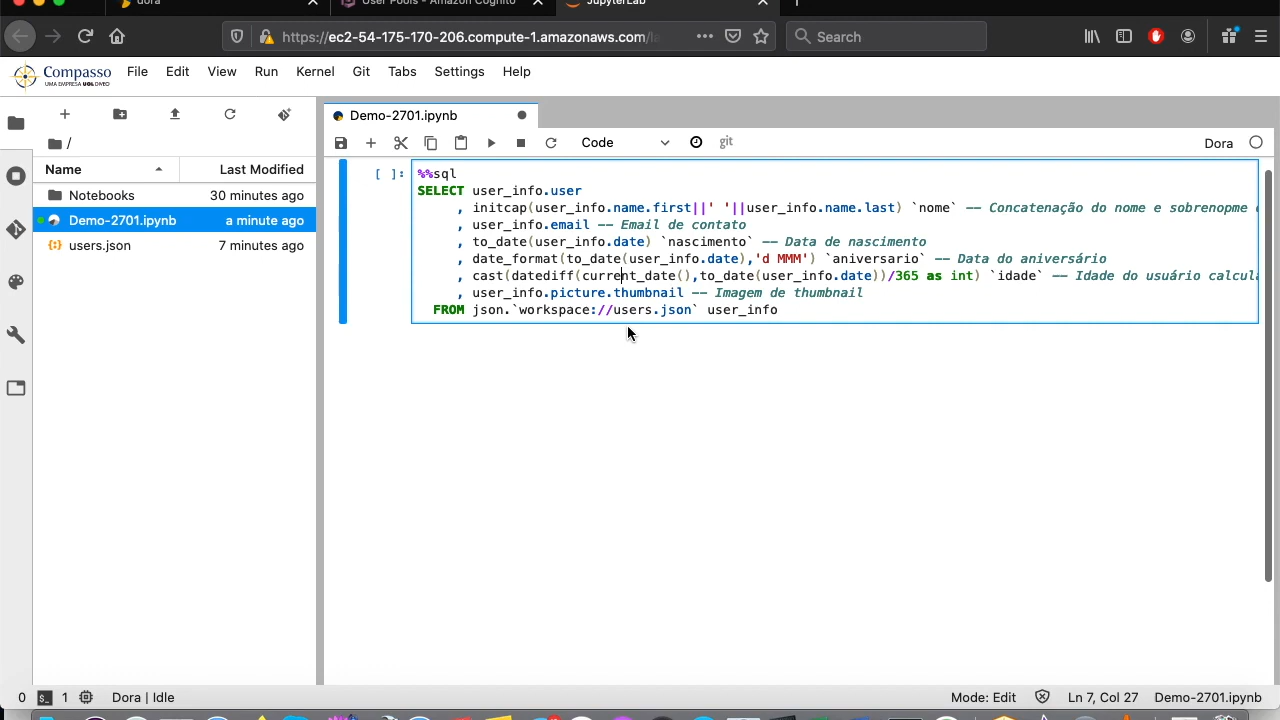 dora
User Pools - Amazon Cognito
JupyterLab
https://ec2-54-175-170-206.compute-1.amazonaws.com/
Search
Compasso
UMA EMPRESA UOL DIVEO
File Edit View Run Kernel Git Tabs Settings Help
Demo-2701.ipynb
/
Code
git
Dora
Name Last Modified
Notebooks 30 minutes ago
Demo-2701.ipynb a minute ago
users.json 7 minutes ago
[ ]: %%sql
SELECT user_info.user
, initcap(user_info.name.first||' '||user_info.name.last) `nome` -- Concatenação do nome e sobrenopme
, user_info.email -- Email de contato
, to_date(user_info.date) `nascimento` -- Data de nascimento
, date_format(to_date(user_info.date),'d MMM') `aniversario` -- Data do aniversário
, cast(datediff(current_date(),to_date(user_info.date))/365 as int) `idade` -- Idade do usuário calcula
, user_info.picture.thumbnail -- Imagem de thumbnail
FROM json.`workspace://users.json` user_info
0 1 Dora | Idle
Mode: Edit Ln 7, Col 27 Demo-2701.ipynb